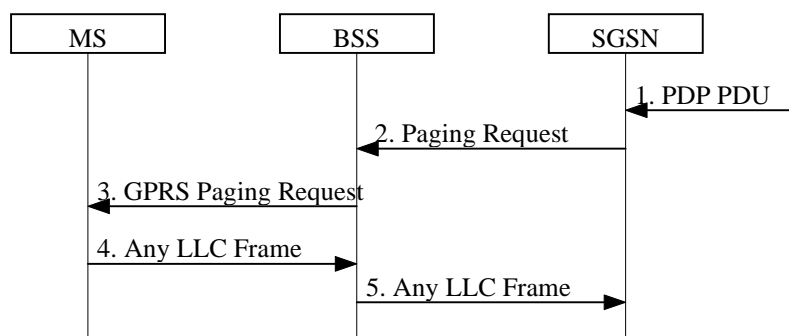 MS
BSS
SGSN
1. PDP PDU
2. Paging Request
3. GPRS Paging Request
4. Any LLC Frame
5. Any LLC Frame